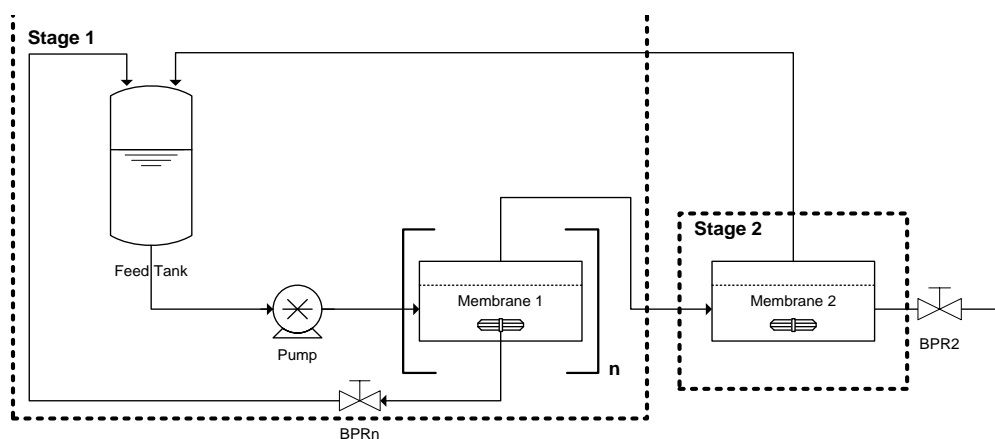 Stage 1
Feed Tank
Pump
Membrane 1
n
BPRn
Stage 2
Membrane 2
BPR2